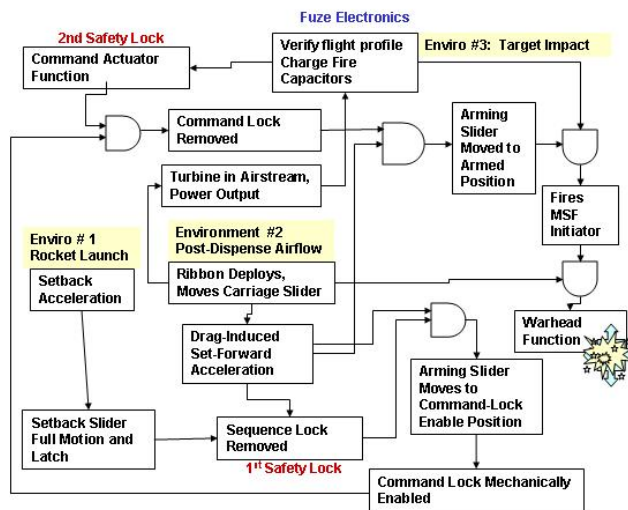 Fuze Electronics
2nd Safety Lock
Command Actuator
Function
Verify flight profile
Charge Fire
Capacitors
Enviro #3: Target Impact
Command Lock
Removed
Arming
Slider
Moved to
Armed
Position
Turbine in Airstream,
Power Output
Fires
MSF
Initiator
Enviro # 1
Rocket Launch
Environment #2
Post-Dispense Airflow
Setback
Acceleration
Ribbon Deploys,
Moves Carriage Slider
Warhead
Function
Drag-Induced
Set-Forward
Acceleration
Arming Slider
Moves to
Command-Lock
Enable Position
Setback Slider
Full Motion and
Latch
Sequence Lock
Removed
1st Safety Lock
Command Lock Mechanically
Enabled